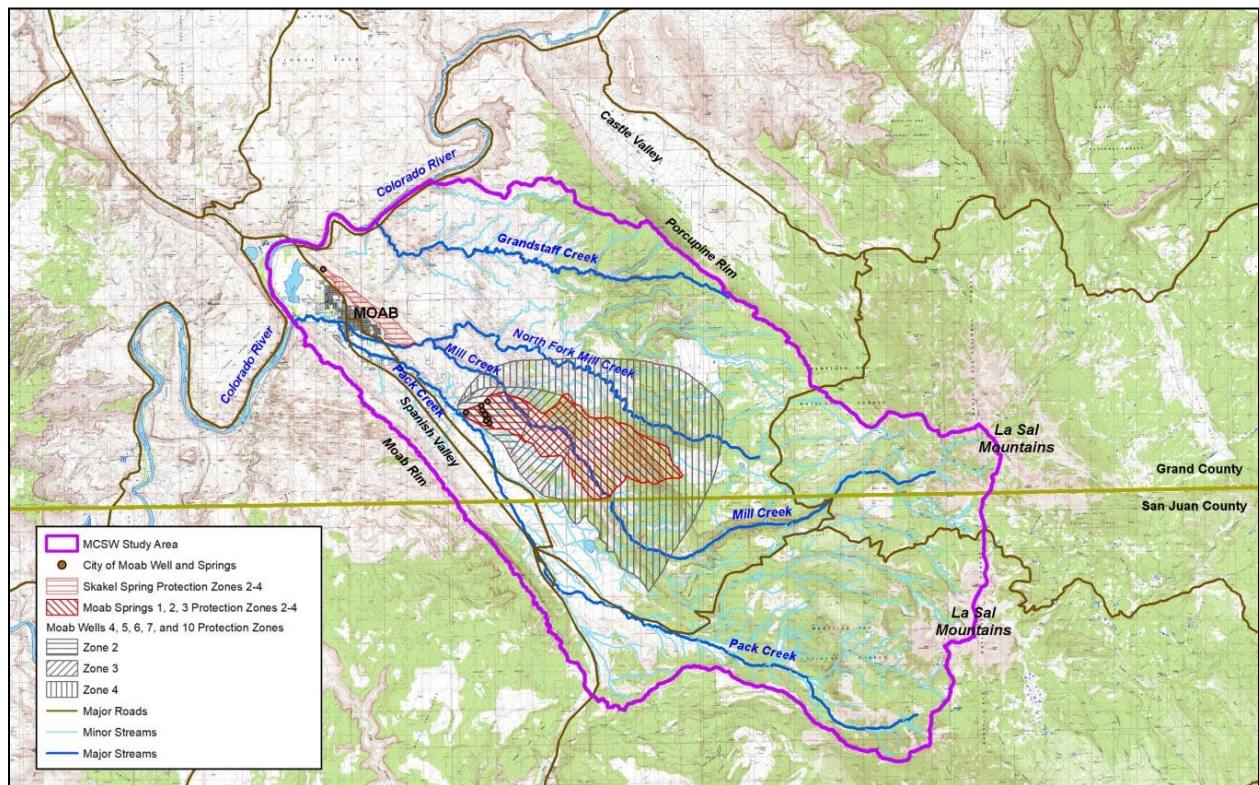 Castle Valley
Colorado River
Porcupine Rim
Grandstaff Creek
MOAB
North Fork Mill Creek
Mill Creek
Colorado River
Pack Creek
Spanish Valley
Moab Rim
La Sal
Mountains
Grand County
San Juan County
Mill Creek
La Sal
Mountains
Pack Creek
MCSW Study Area
City of Moab Well and Springs
Skakel Spring Protection Zones 2-4
Moab Springs 1, 2, 3 Protection Zones 2-4
Moab Wells 4, 5, 6, 7, and 10 Protection Zones
Zone 2
Zone 3
Zone 4
Major Roads
Minor Streams
Major Streams